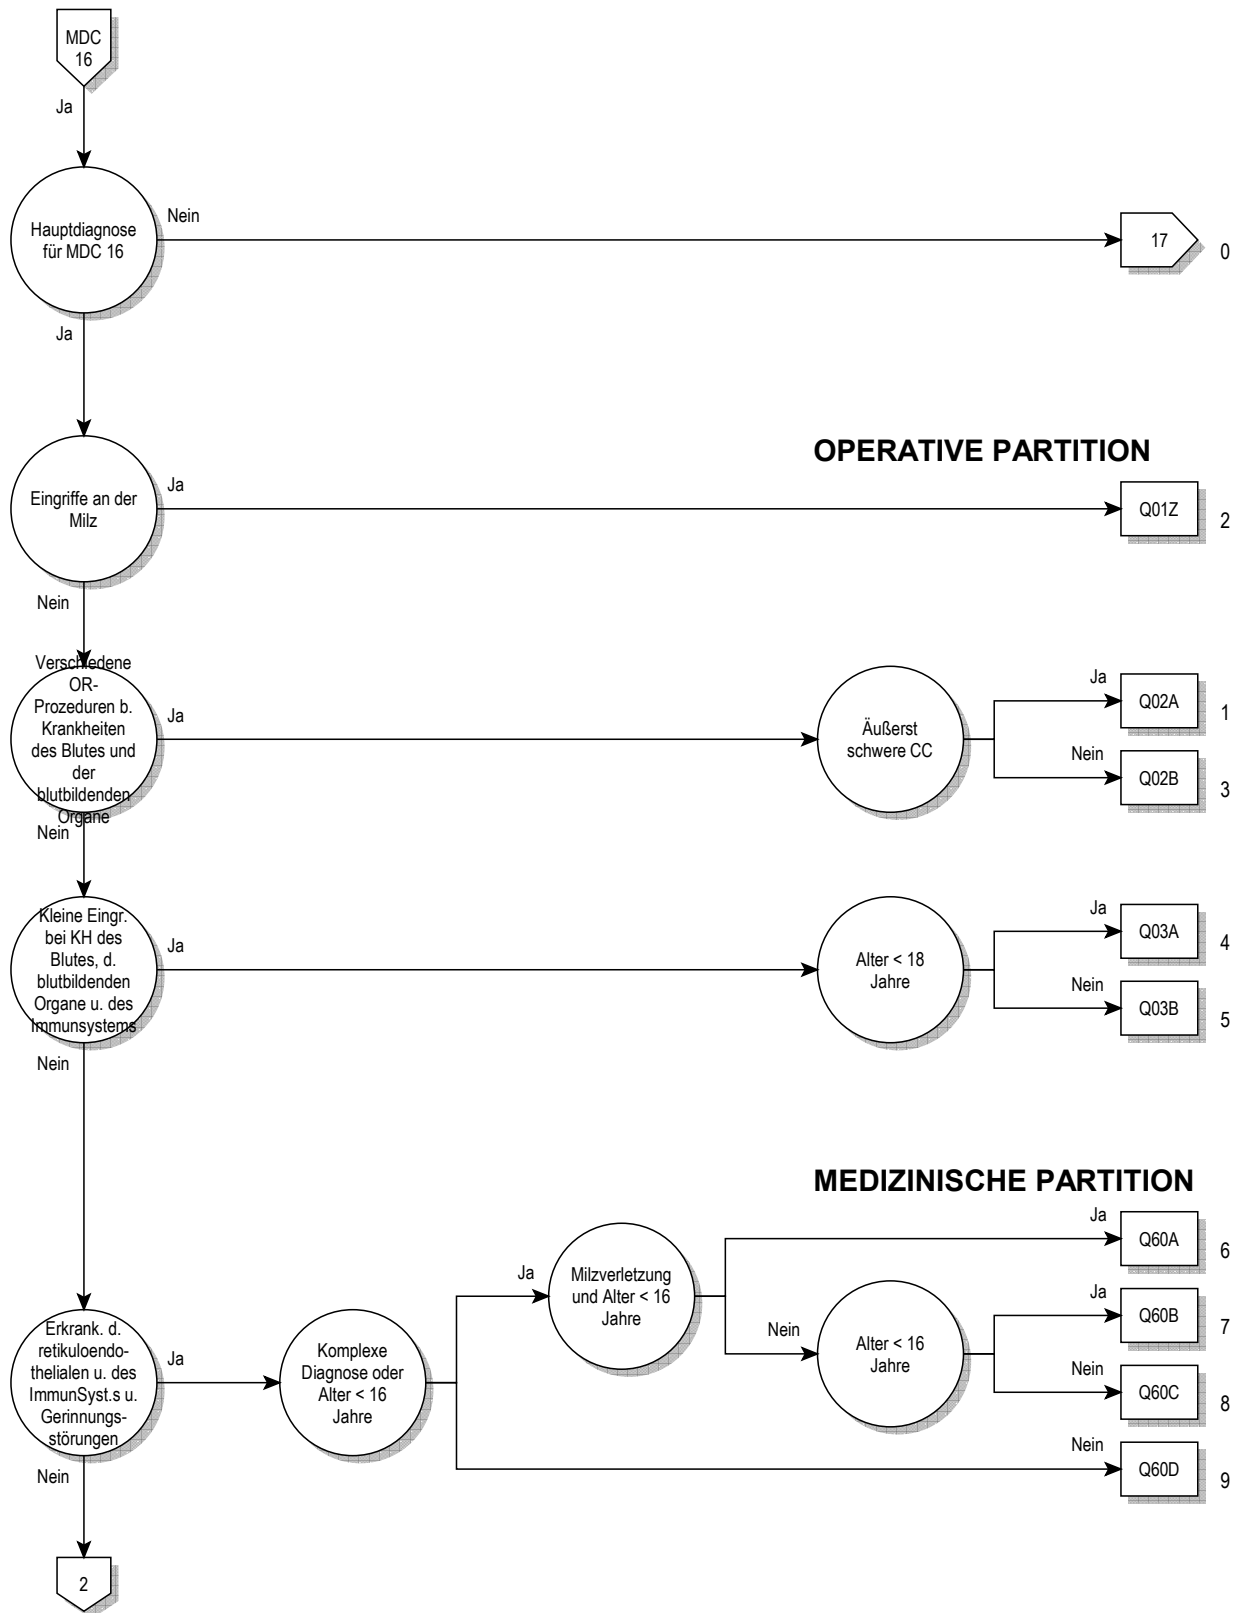 MDC
16
Ja
Hauptdiagnose
für MDC 16
Nein
17
0
Ja
OPERATIVE PARTITION
Eingriffe an der
Milz
Ja
Q01Z
2
Nein
Verschiedene
OR-
Prozeduren b.
Krankheiten
des Blutes und
der
blutbildenden
Organe
Ja
Äußerst
schwere CC
Ja
Q02A
1
Nein
Q02B
3
Nein
Kleine Eingr.
bei KH des
Blutes, d.
blutbildenden
Organe u. des
Immunsystems
Ja
Alter < 18
Jahre
Ja
Q03A
4
Nein
Q03B
5
Nein
MEDIZINISCHE PARTITION
Erkrank. d.
retikuloendo-
thelialen u. des
ImmunSyst.s u.
Gerinnungs-
störungen
Ja
Komplexe
Diagnose oder
Alter < 16
Jahre
Ja
Milzverletzung
und Alter < 16
Jahre
Ja
Q60A
6
Nein
Alter < 16
Jahre
Ja
Q60B
7
Nein
Q60C
8
Nein
Q60D
9
Nein
2